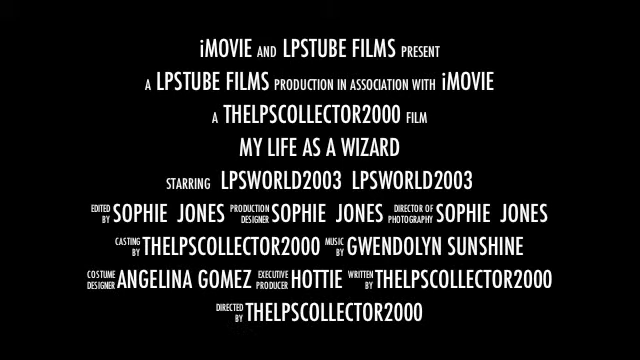 iMOVIE AND LPSTUBE FILMS PRESENT
A LPSTUBE FILMS PRODUCTION IN ASSOCIATION WITH iMOVIE
A THELPSCOLLECTOR2000 FILM
MY LIFE AS A WIZARD
STARRING LPSWORLD2003 LPSWORLD2003
EDITED BY SOPHIE JONES PRODUCTION DESIGNER SOPHIE JONES DIRECTOR OF PHOTOGRAPHY SOPHIE JONES
CASTING BY THELPSCOLLECTOR2000 MUSIC BY GWENDOLYN SUNSHINE
COSTUME DESIGNER ANGELINA GOMEZ EXECUTIVE PRODUCER HOTTIE WRITTEN BY THELPSCOLLECTOR2000
DIRECTED BY THELPSCOLLECTOR2000